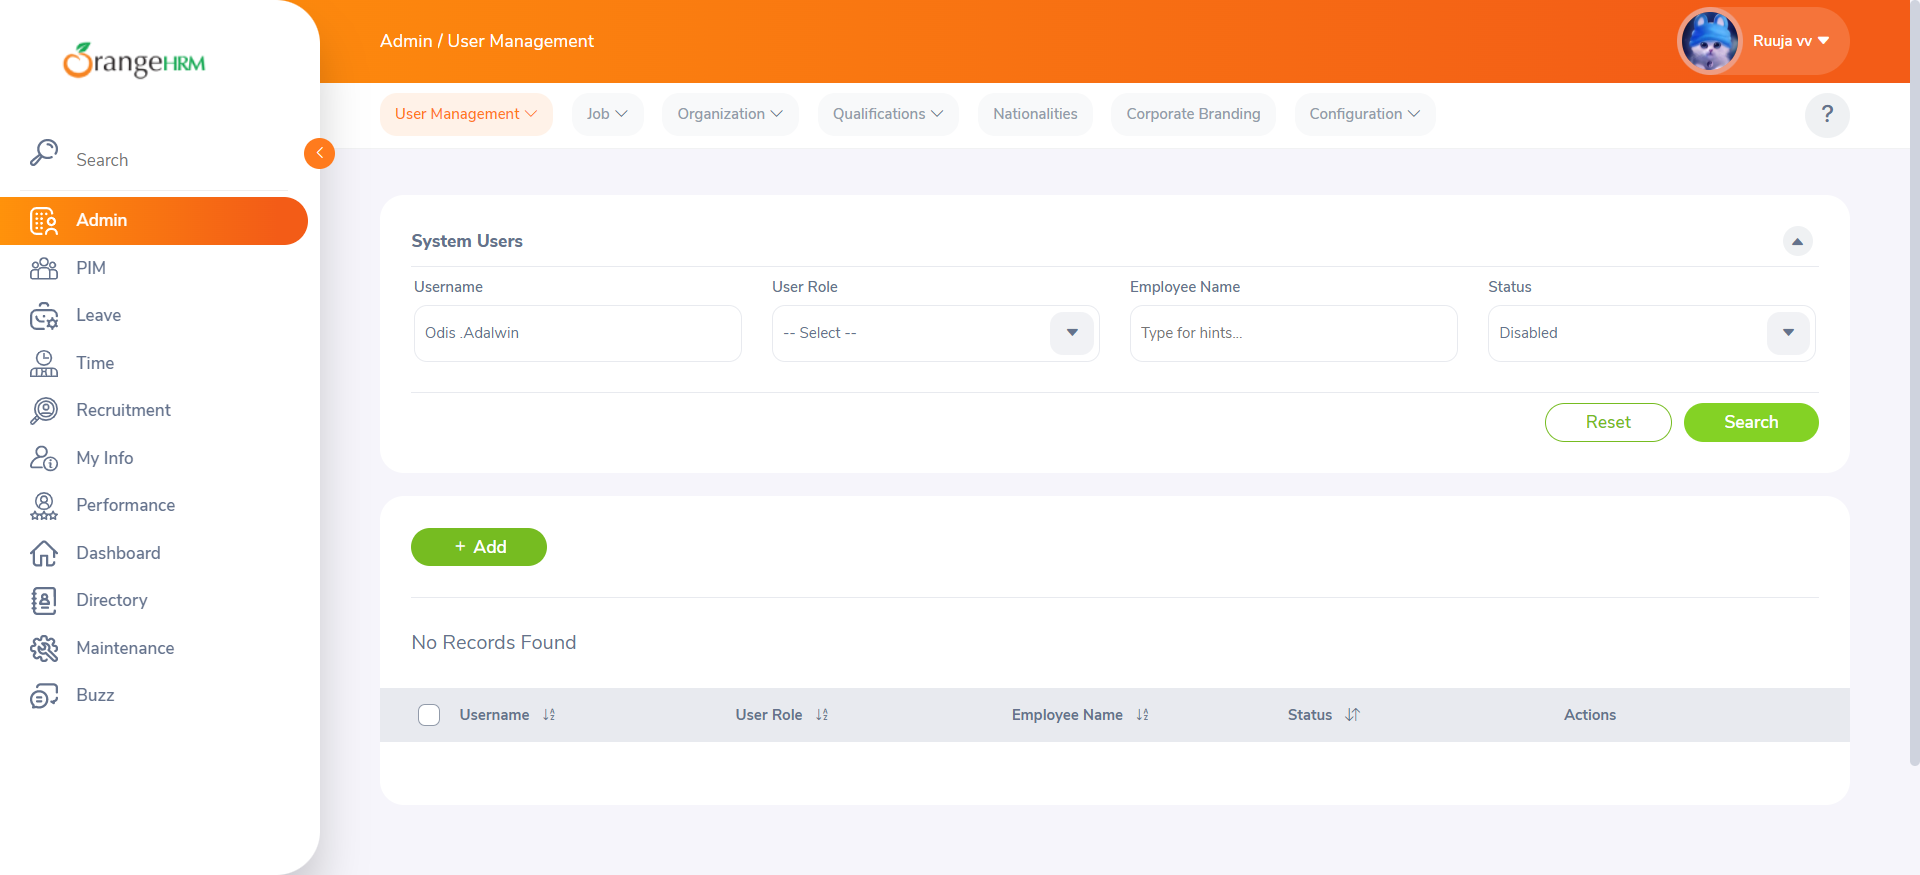 OrangeHRM
Admin / User Management
Ruuja vv
User Management
Job
Organization
Qualifications
Nationalities
Corporate Branding
Configuration
?
Search
Admin
PIM
Leave
Time
Recruitment
My Info
Performance
Dashboard
Directory
Maintenance
Buzz
System Users
Username
User Role
Employee Name
Status
Odis .Adalwin
-- Select --
Type for hints...
Disabled
Reset
Search
+ Add
No Records Found
Username
User Role
Employee Name
Status
Actions